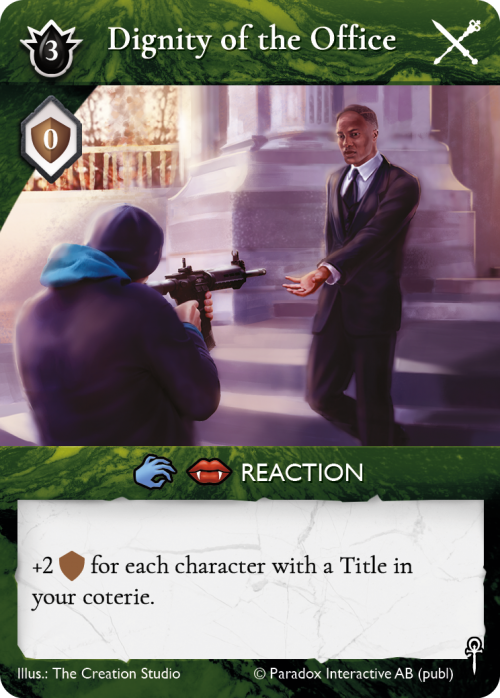 3
Dignity of the Office
0
REACTION
+2 for each character with a Title in
your coterie.
Illus.: The Creation Studio
© Paradox Interactive AB (publ)